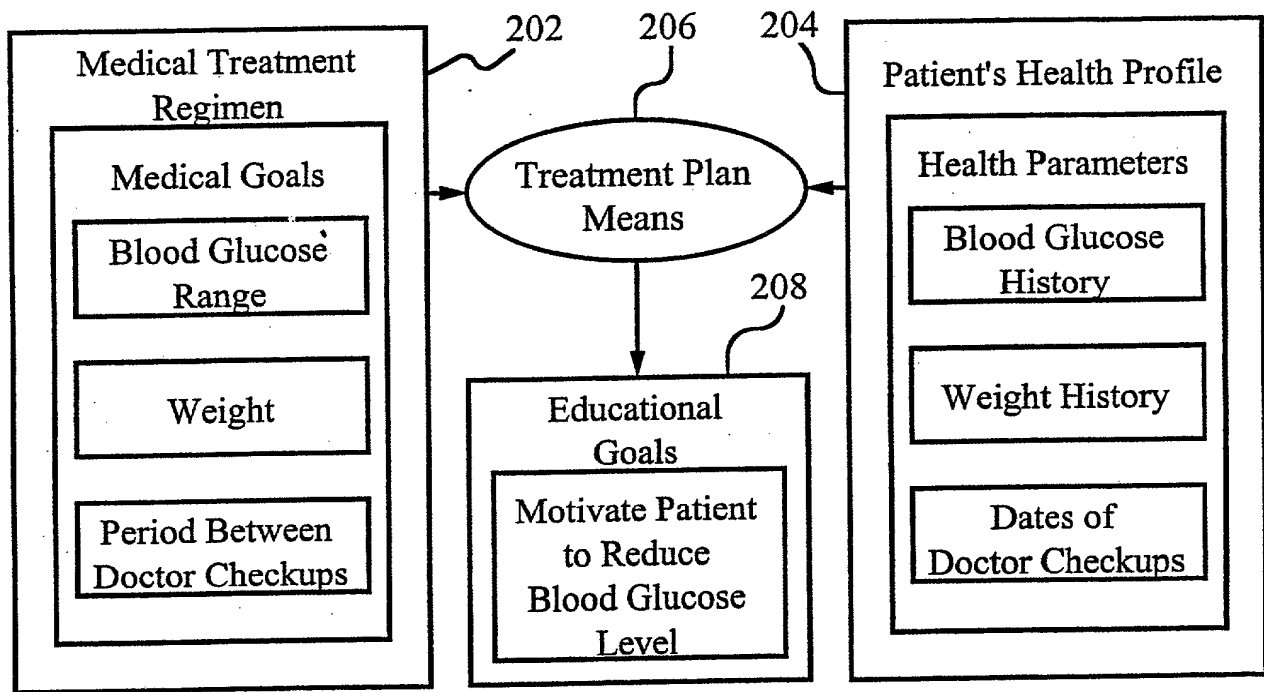 202
206
204
Medical Treatment
Regimen
Medical Goals
Blood Glucose
Range
Weight
Period Between
Doctor Checkups
Treatment Plan
Means
208
Educational
Goals
Motivate Patient
to Reduce
Blood Glucose
Level
Patient's Health Profile
Health Parameters
Blood Glucose
History
Weight History
Dates of
Doctor Checkups